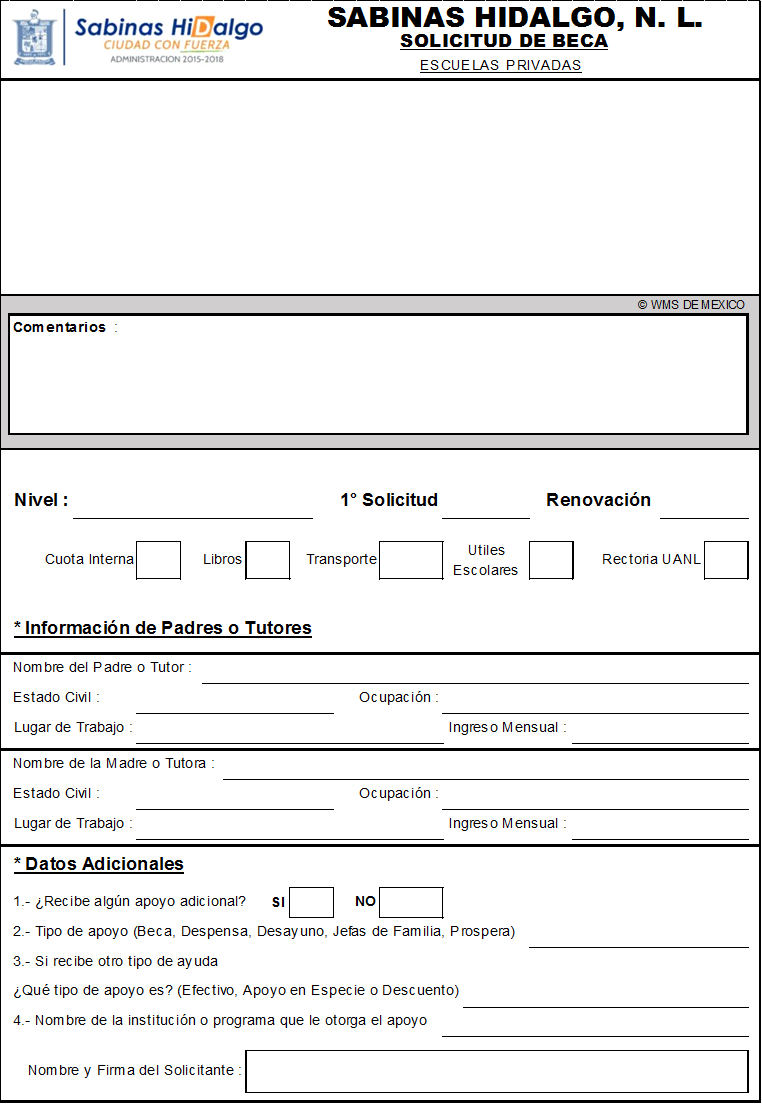 Sabinas HiDalgo
CIUDAD CON FUERZA
ADMINISTRACION 2015-2018
SABINAS HIDALGO, N. L.
SOLICITUD DE BECA
ESCUELAS PRIVADAS
© WMS DE MEXICO
Comentarios :
Nivel : 1° Solicitud Renovación
Cuota Interna Libros Transporte Utiles Escolares Rectoria UANL
* Información de Padres o Tutores
Nombre del Padre o Tutor :
Estado Civil : Ocupación :
Lugar de Trabajo : Ingreso Mensual :
Nombre de la Madre o Tutora :
Estado Civil : Ocupación :
Lugar de Trabajo : Ingreso Mensual :
* Datos Adicionales
1.- ¿Recibe algún apoyo adicional? SI NO
2.- Tipo de apoyo (Beca, Despensa, Desayuno, Jefas de Familia, Prospera)
3.- Si recibe otro tipo de ayuda
¿Qué tipo de apoyo es? (Efectivo, Apoyo en Especie o Descuento)
4.- Nombre de la institución o programa que le otorga el apoyo
Nombre y Firma del Solicitante :